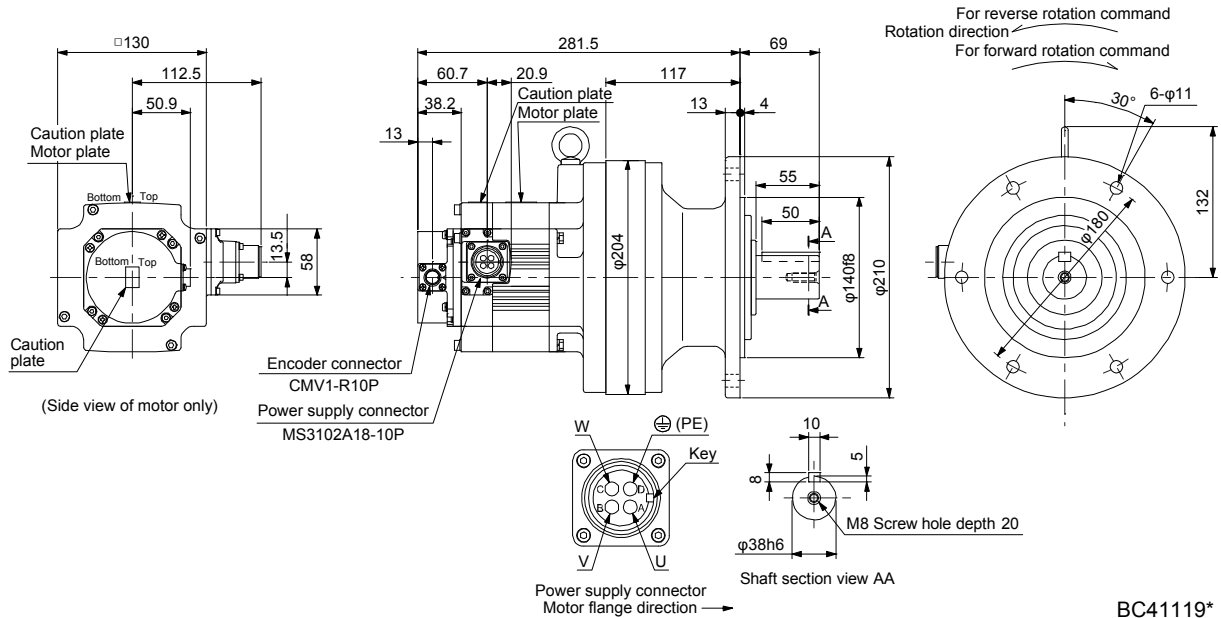 □130
112.5
50.9
Caution plate
Motor plate
Bottom Top
Bottom Top
13.5
58
Caution
plate
(Side view of motor only)
281.5
69
60.7
20.9
117
38.2
Caution plate
Motor plate
13
4
13
55
50
A
A
φ204
φ140f8
φ210
Encoder connector
CMV1-R10P
Power supply connector
MS3102A18-10P
For reverse rotation command
Rotation direction
For forward rotation command
30°
6-φ11
132
φ180
W
(PE)
Key
C D
B A
V
U
Power supply connector
Motor flange direction
10
5
8
M8 Screw hole depth 20
φ38h6
Shaft section view AA
BC41119*